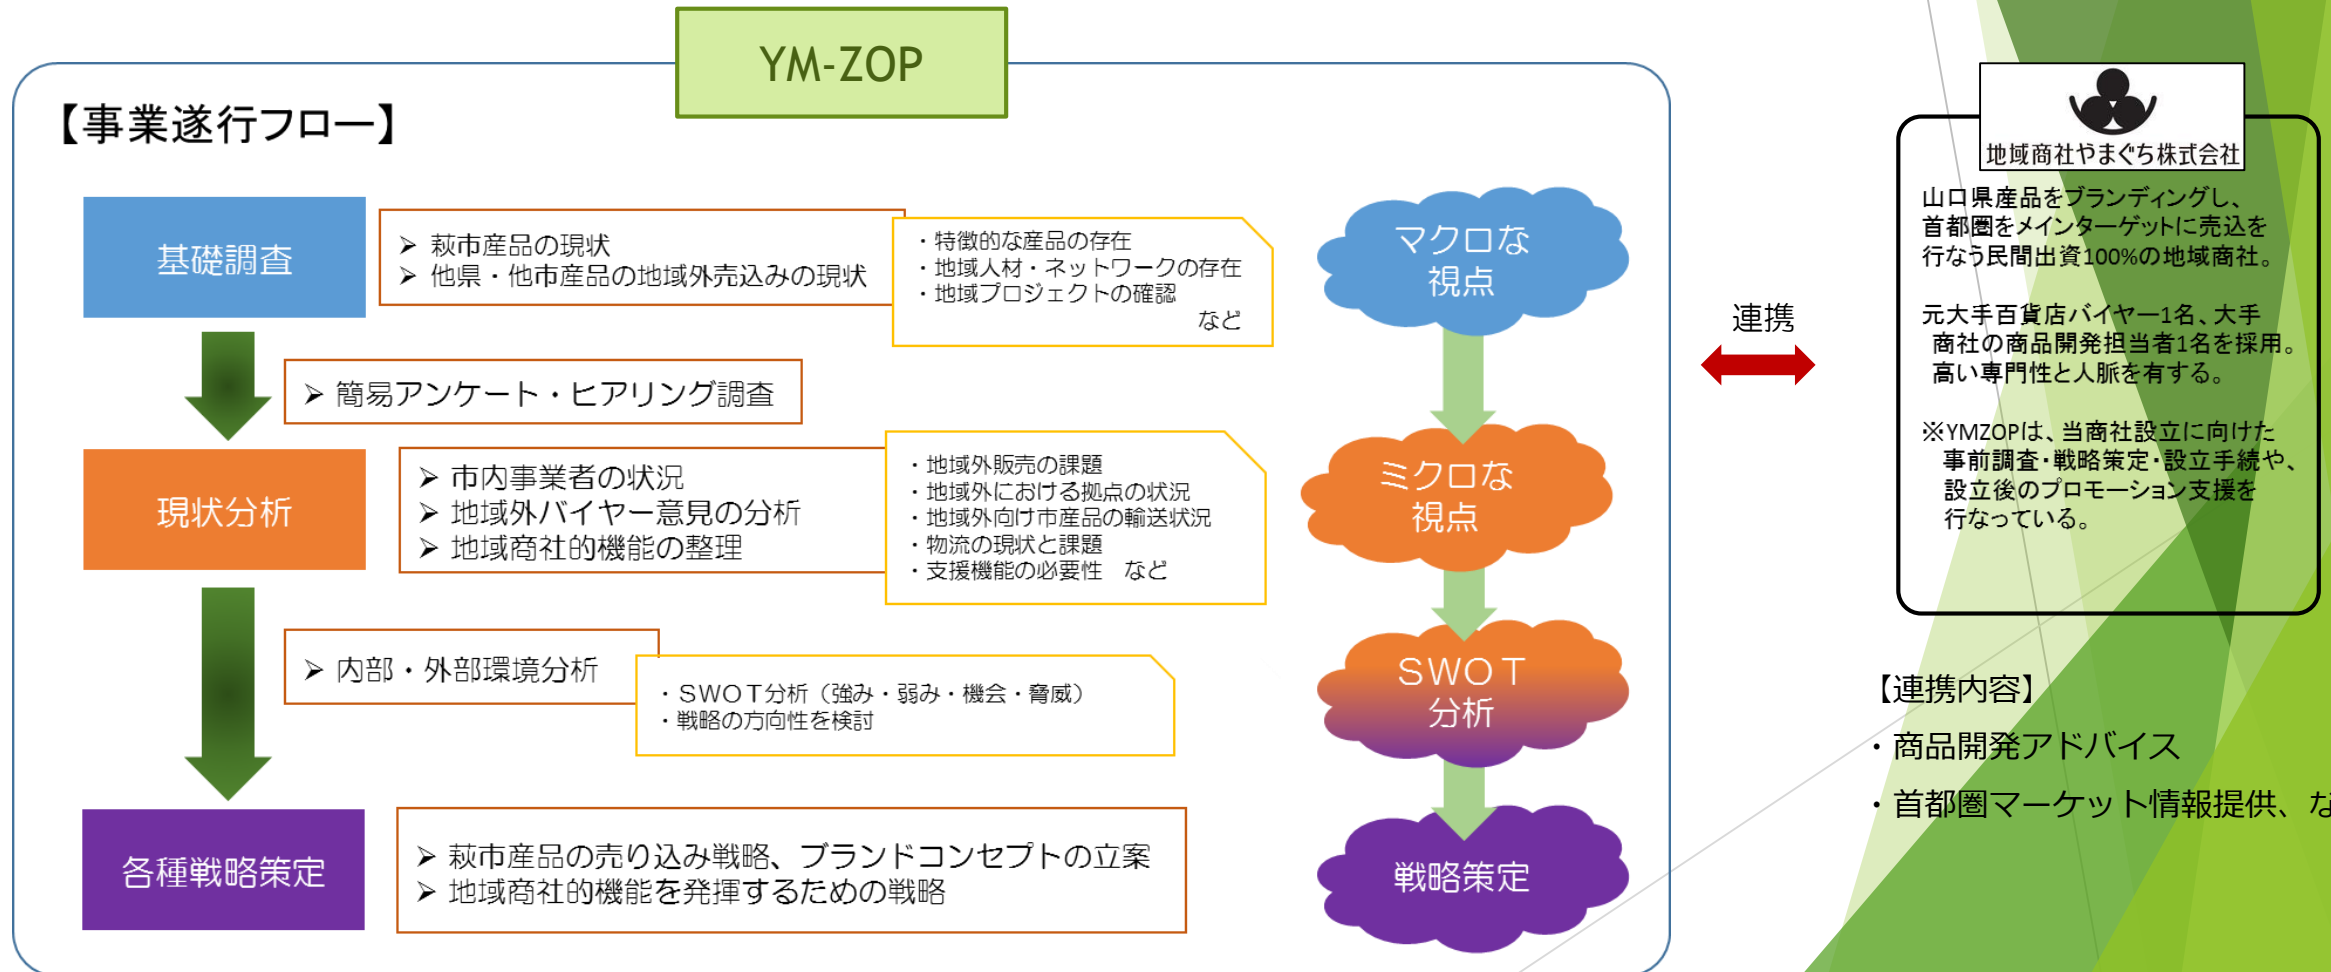 YM-ZOP
【事業遂行フロー】
基礎調査
➢ 萩市産品の現状
➢ 他県・他市産品の地域外売込みの現状
・特徴的な産品の存在
・地域人材・ネットワークの存在
・地域プロジェクトの確認
など
➢ 簡易アンケート・ヒアリング調査
現状分析
➢ 市内事業者の状況
➢ 地域外バイヤー意見の分析
➢ 地域商社的機能の整理
・地域外販売の課題
・地域外における拠点の状況
・地域外向け市産品の輸送状況
・物流の現状と課題
・支援機能の必要性　など
➢ 内部・外部環境分析
・ＳＷＯＴ分析（強み・弱み・機会・脅威）
・戦略の方向性を検討
各種戦略策定
➢ 萩市産品の売り込み戦略、ブランドコンセプトの立案
➢ 地域商社的機能を発揮するための戦略
マクロな
視点
ミクロな
視点
ＳＷＯＴ
分析
戦略策定
連携
地域商社やまぐち株式会社
山口県産品をブランディングし、
首都圏をメインターゲットに売込を
行なう民間出資100%の地域商社。
元大手百貨店バイヤー1名、大手
商社の商品開発担当者1名を採用。
高い専門性と人脈を有する。
※YMZOPは、当商社設立に向けた
事前調査・戦略策定・設立手続や、
設立後のプロモーション支援を
行なっている。
【連携内容】
・商品開発アドバイス
・首都圏マーケット情報提供、な